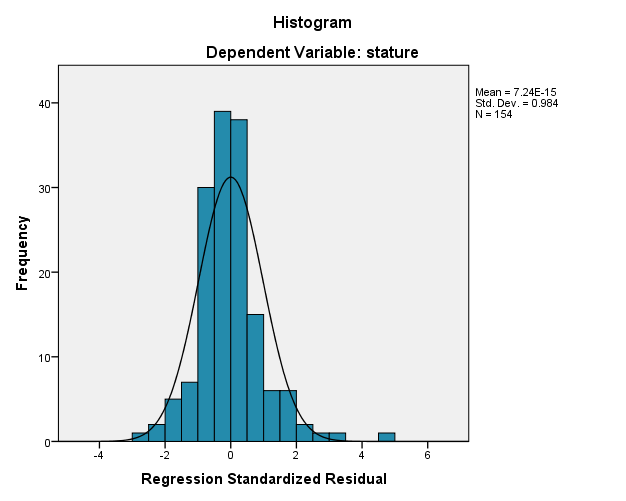 Histogram
Dependent Variable: stature
Mean = 7.24E-15
Std. Dev. = 0.984
N = 154
Frequency
40
30
20
10
0
-4 -2 0 2 4 6
Regression Standardized Residual